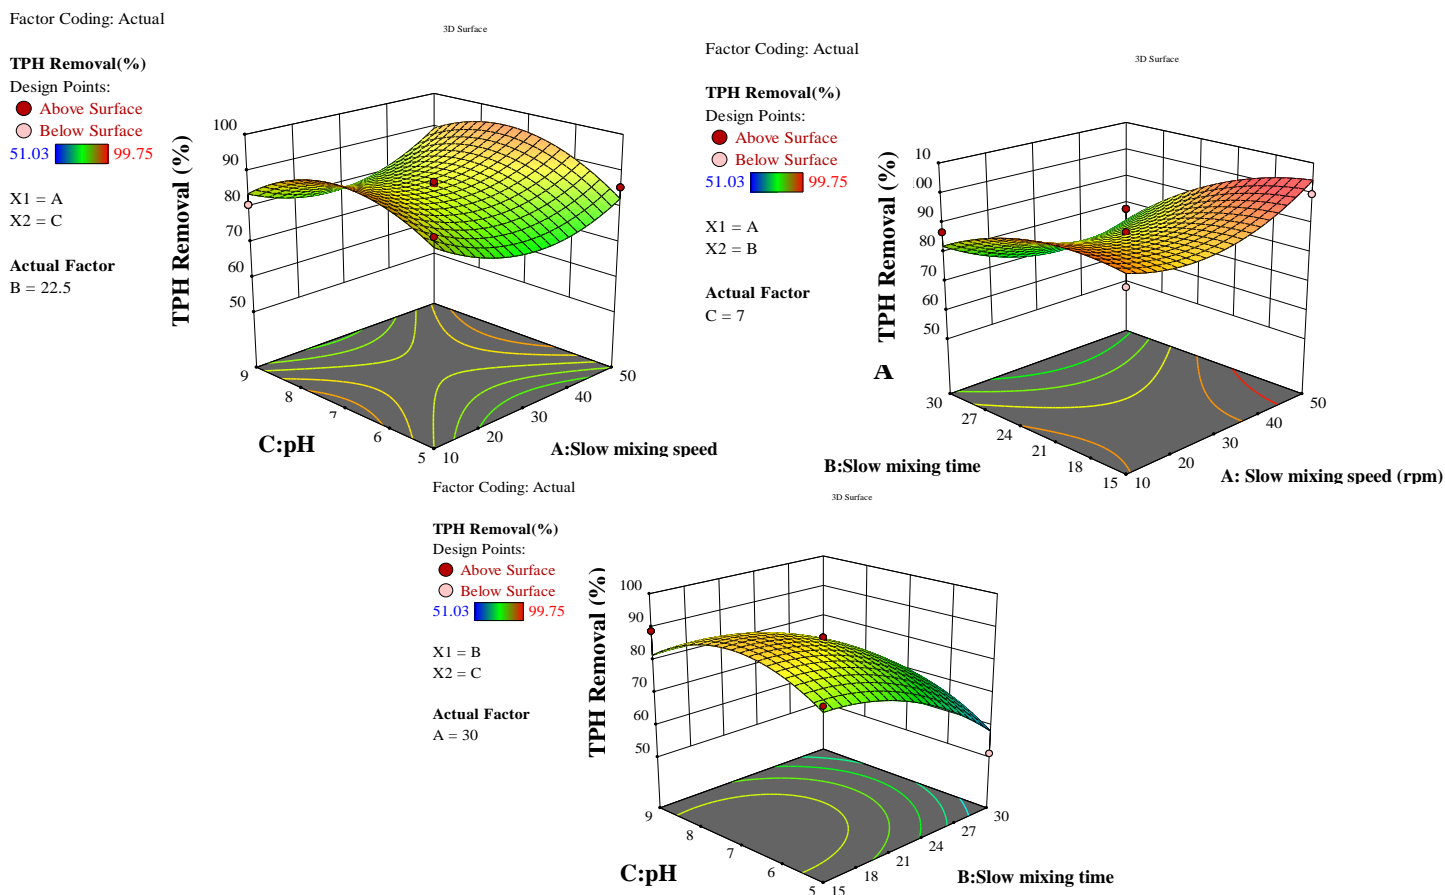 Factor Coding: Actual
3D Surface
TPH Removal(%)
Design Points:
Above Surface
Below Surface
51.03 99.75
X1 = A
X2 = C
Actual Factor
B = 22.5
TPH Removal (%)
100
90
80
70
60
50
9
8
7
6
5
10
20
30
40
50
C:pH
A:Slow mixing speed
Factor Coding: Actual
3D Surface
TPH Removal(%)
Design Points:
Above Surface
Below Surface
51.03 99.75
X1 = A
X2 = B
Actual Factor
C = 7
TPH Removal (%)
10
00
90
80
70
60
50
A
30
27
24
21
18
15
10
20
30
40
50
B:Slow mixing time
A: Slow mixing speed (rpm)
Factor Coding: Actual
3D Surface
TPH Removal(%)
Design Points:
Above Surface
Below Surface
51.03 99.75
X1 = B
X2 = C
Actual Factor
A = 30
TPH Removal (%)
100
90
80
70
60
50
9
8
7
6
5
15
18
21
24
27
30
C:pH
B:Slow mixing time